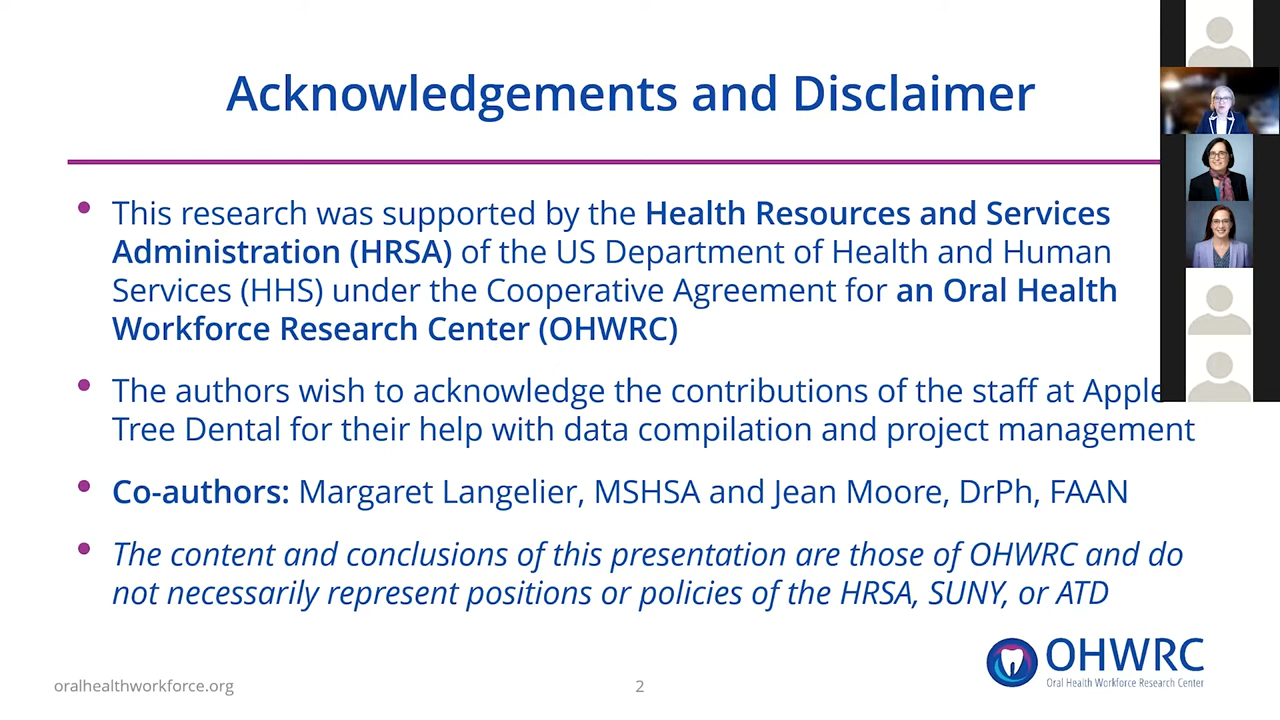 Acknowledgements and Disclaimer
This research was supported by the Health Resources and Services
Administration (HRSA) of the US Department of Health and Human
Services (HHS) under the Cooperative Agreement for an Oral Health
Workforce Research Center (OHWRC)
The authors wish to acknowledge the contributions of the staff at Apple
Tree Dental for their help with data compilation and project management
Co-authors: Margaret Langelier, MSHSA and Jean Moore, DrPh, FAAN
The content and conclusions of this presentation are those of OHWRC and do
not necessarily represent positions or policies of the HRSA, SUNY, or ATD
OHWRC
Oral Health Workforce Research Center
oralhealthworkforce.org
2